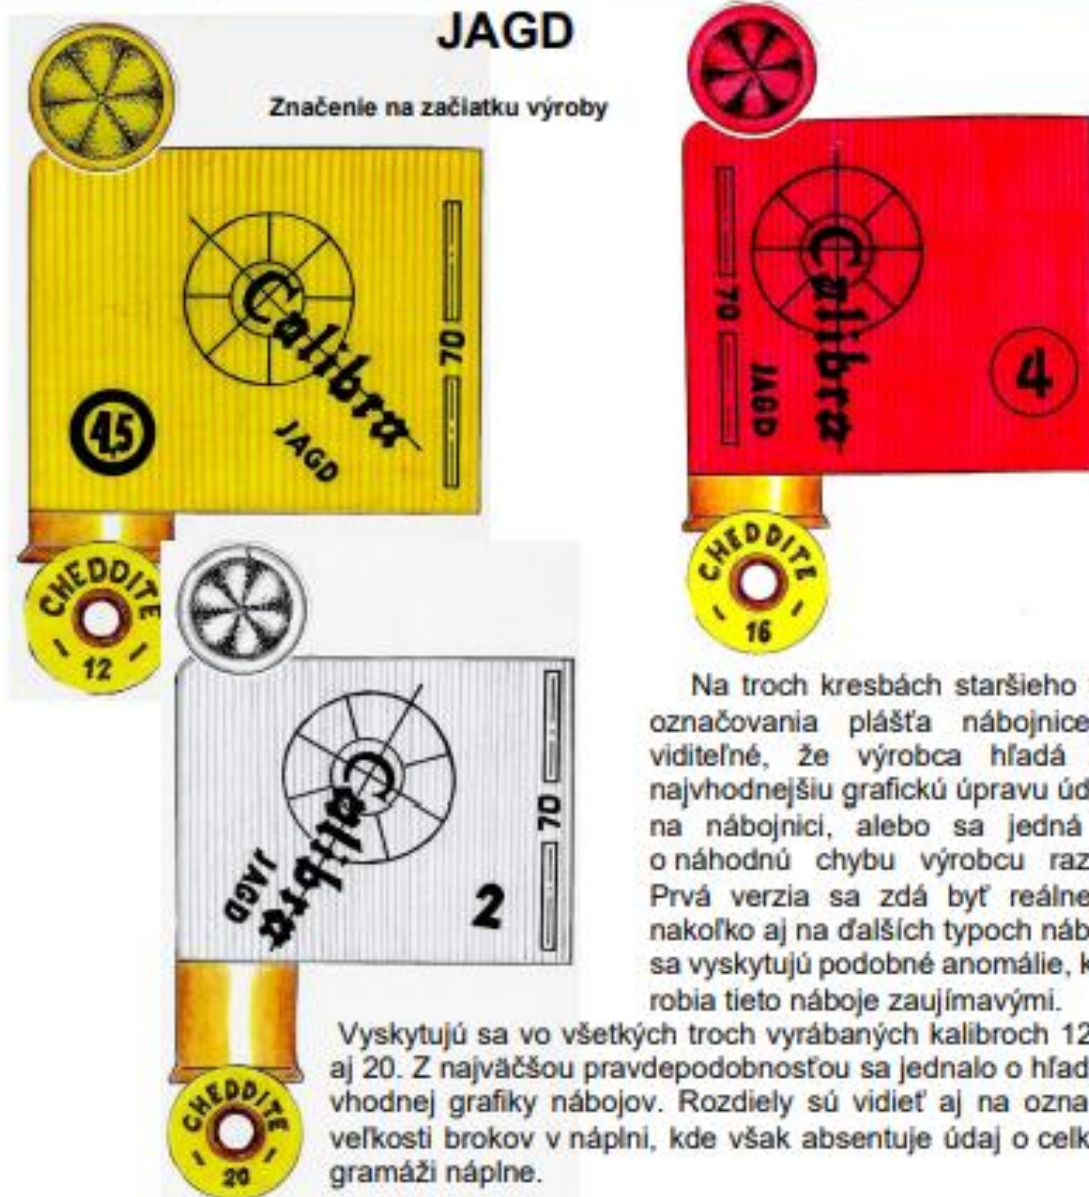 JAGD
Značenie na začiatku výroby
Calibra
JAGD
70
4,5
CHEDDITE
- 12 -
Calibra
JAGD
70
4
CHEDDITE
- 16 -
Calibra
JAGD
70
2
CHEDDITE
- 20 -
Na troch kresbách staršieho
označovania plášťa nábojnice
viditeľné, že výrobca hľadá
najvhodnejšiu grafickú úpravu úd
na nábojnici, alebo sa jedná
o náhodnú chybu výrobcu raz
Prvá verzia sa zdá byť reálne
nakoľko aj na ďalších typoch náb
sa vyskytujú podobné anomálie, k
robia tieto náboje zaujímavými.
Vyskytujú sa vo všetkých troch vyrábaných kalibroch 12
aj 20. Z najväčšou pravdepodobnosťou sa jednalo o hľad
vhodnej grafiky nábojov. Rozdiely sú vidieť aj na ozna
veľkosti brokov v náplni, kde však absentuje údaj o celk
gramáži náplne.